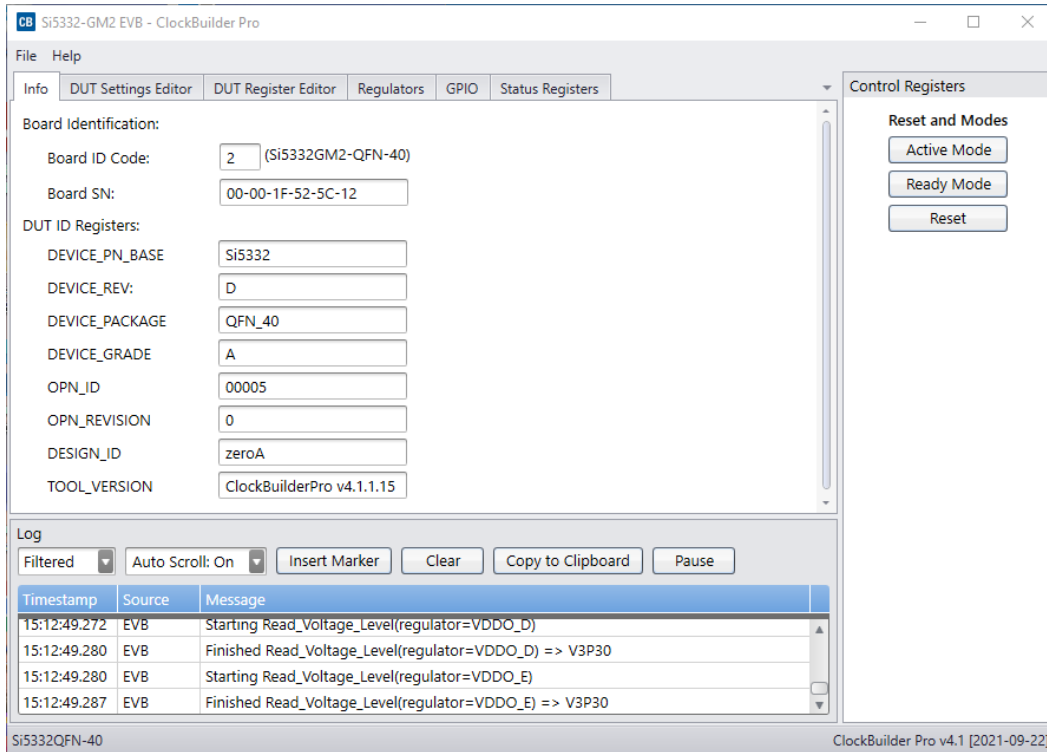 CB Si5332-GM2 EVB - ClockBuilder Pro
File Help
Info DUT Settings Editor DUT Register Editor Regulators GPIO Status Registers
Board Identification:
Board ID Code: 2 (Si5332GM2-QFN-40)
Board SN: 00-00-1F-52-5C-12
DUT ID Registers:
DEVICE_PN_BASE Si5332
DEVICE_REV: D
DEVICE_PACKAGE QFN_40
DEVICE_GRADE A
OPN_ID 00005
OPN_REVISION 0
DESIGN_ID zeroA
TOOL_VERSION ClockBuilderPro v4.1.1.15
Control Registers
Reset and Modes
Active Mode
Ready Mode
Reset
Log
Filtered Auto Scroll: On Insert Marker Clear Copy to Clipboard Pause
Timestamp Source Message
15:12:49.272 EVB Starting Read_Voltage_Level(regulator=VDDO_D)
15:12:49.280 EVB Finished Read_Voltage_Level(regulator=VDDO_D) => V3P30
15:12:49.280 EVB Starting Read_Voltage_Level(regulator=VDDO_E)
15:12:49.287 EVB Finished Read_Voltage_Level(regulator=VDDO_E) => V3P30
Si5332QFN-40 ClockBuilder Pro v4.1 [2021-09-22]